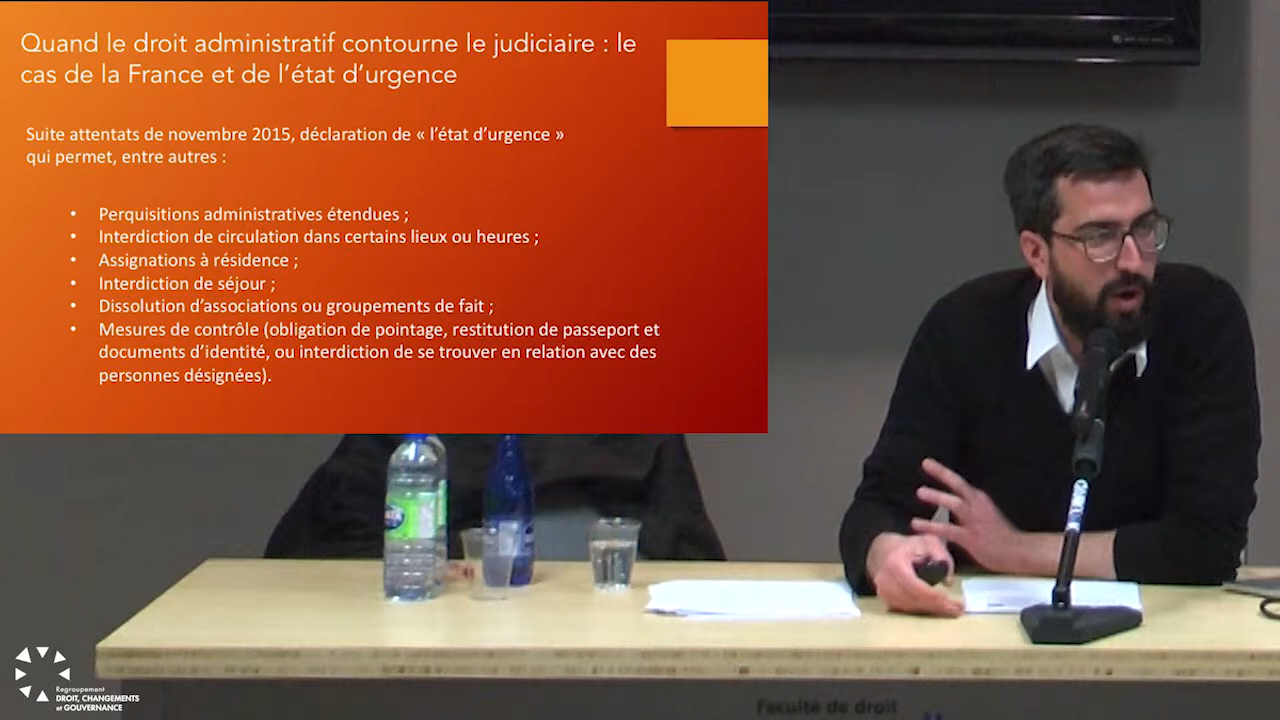 Quand le droit administratif contourne le judiciaire : le
cas de la France et de l'état d'urgence
Suite attentats de novembre 2015, déclaration de « l'état d'urgence »
qui permet, entre autres :
• Perquisitions administratives étendues ;
• Interdiction de circulation dans certains lieux ou heures ;
• Assignations à résidence ;
• Interdiction de séjour ;
• Dissolution d'associations ou groupements de fait ;
• Mesures de contrôle (obligation de pointage, restitution de passeport et
documents d'identité, ou interdiction de se trouver en relation avec des
personnes désignées).
Regroupement
DROIT, CHANGEMENTS
et GOUVERNANCE
Faculté de droit